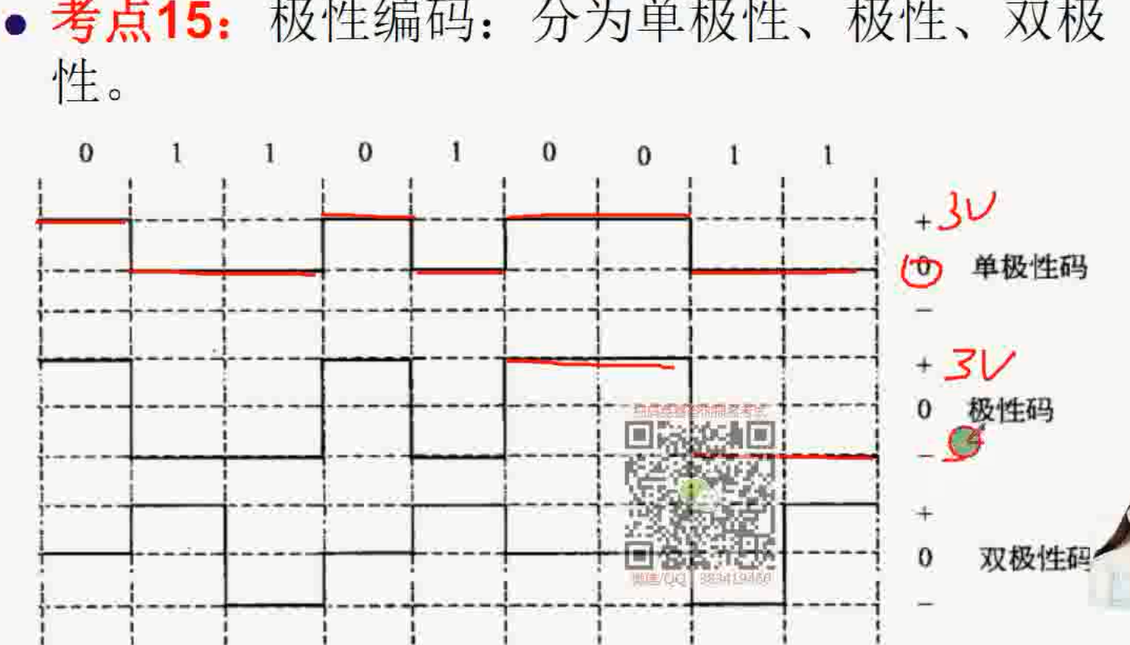 ● 考点15：极性编码：分为单极性、极性、双极
性。
0 1 1 0 1 0 0 1 1
+ 3V
0 单极性码
−
+ 3V
0 极性码
−
+
0 双极性码
−
微信/QQ：383419460